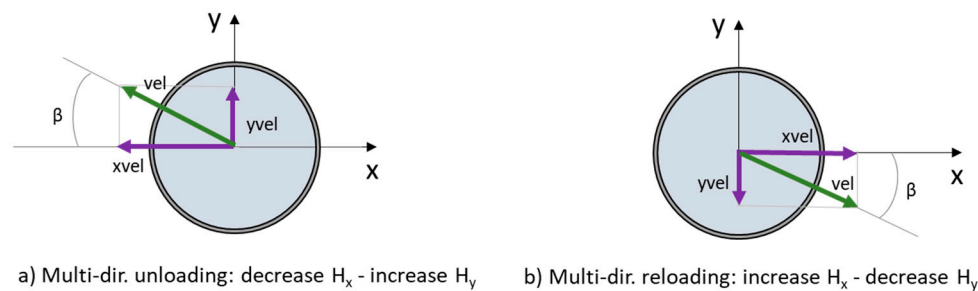 y
vel
β
yvel
xvel
x
a) Multi-dir. unloading: decrease Hx - increase Hy
y
xvel
x
yvel
vel
β
b) Multi-dir. reloading: increase Hx - decrease Hy